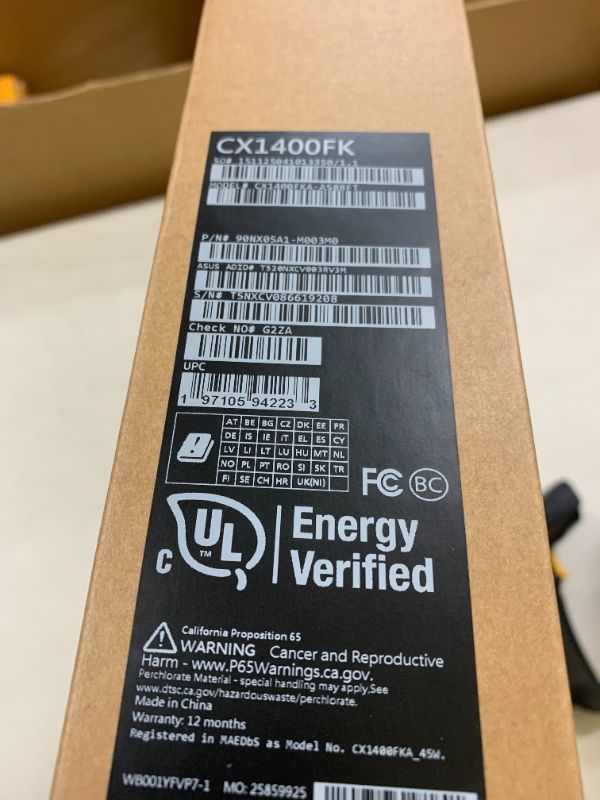 CX1400FK
SO# 151125041013350/1.1
MODEL# CX1400FKA-AS88FT
P/N# 90NX05A1-M003M0
ASUS ADID# T520NXCV003RV3M
S/N# T5NXCV086619208
Check NO# G2ZA
UPC
1 97105 94223 3
AT BE BG CZ DK EE FR
DE IS IE IT EL ES CY
LV LI LT LU HU MT NL
NO PL PT RO SI SK TR
FI SE CH HR UK(NI)
FC BC
C UL TM
Energy
Verified
California Proposition 65
WARNING Cancer and Reproductive
Harm - www.P65Warnings.ca.gov.
Perchlorate Material - special handling may apply,See
www.dtsc.ca.gov/hazardouswaste/perchlorate.
Made in China
Warranty: 12 months
Registered in MAEDbS as Model No. CX1400FKA_45W.
WB001YFVP7-1 MO: 25859925